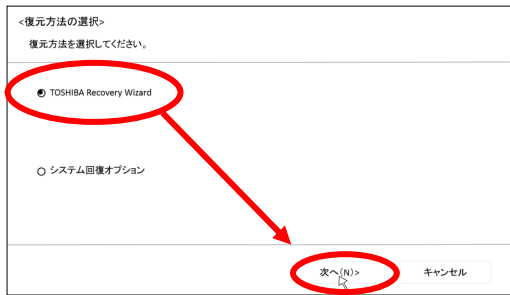 <復元方法の選択>
復元方法を選択してください。
TOSHIBA Recovery Wizard
システム回復オプション
次へ(N)> キャンセル